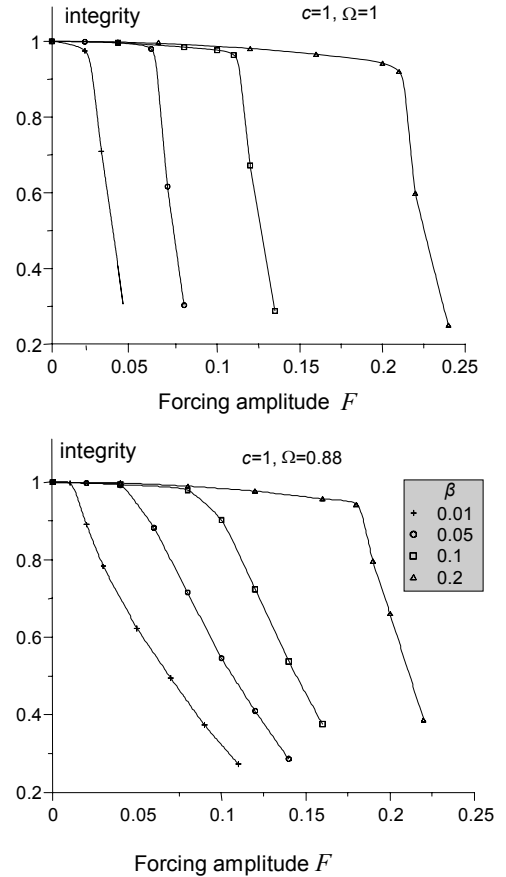 integrity
c=1, Ω=1
1
0.8
0.6
0.4
0.2
0 0.05 0.10 0.15 0.2 0.25
Forcing amplitude F
integrity
c=1, Ω=0.88
1
0.8
0.6
0.4
0.2
0 0.05 0.1 0.15 0.2 0.25
β
0.01
0.05
0.1
0.2
Forcing amplitude F